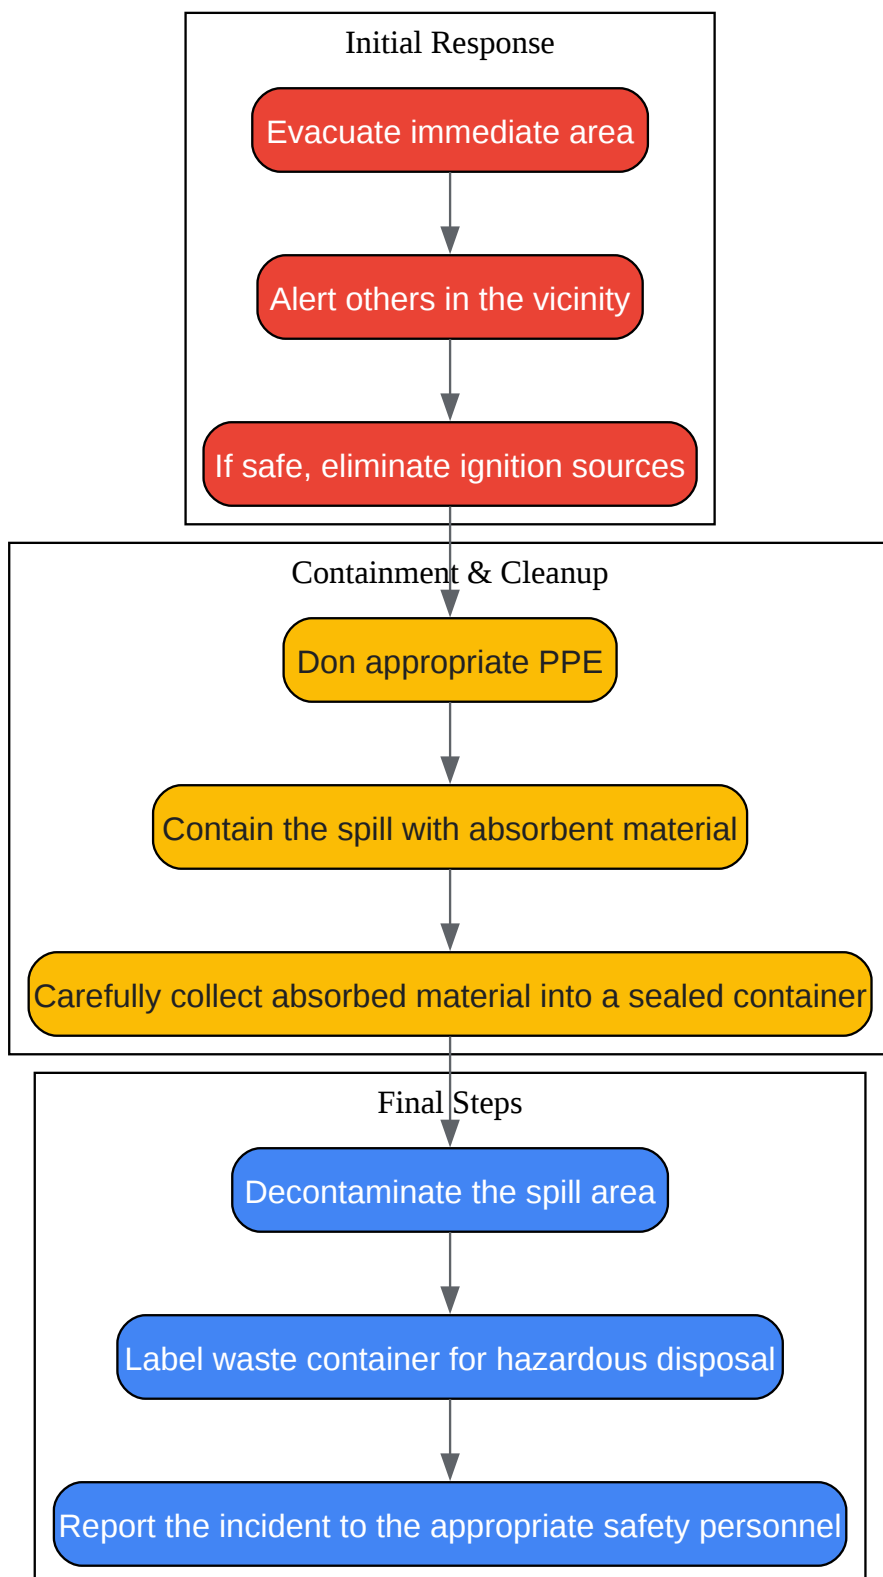 Initial Response
Evacuate immediate area
Alert others in the vicinity
If safe, eliminate ignition sources
Containment & Cleanup
Don appropriate PPE
Contain the spill with absorbent material
Carefully collect absorbed material into a sealed container
Final Steps
Decontaminate the spill area
Label waste container for hazardous disposal
Report the incident to the appropriate safety personnel